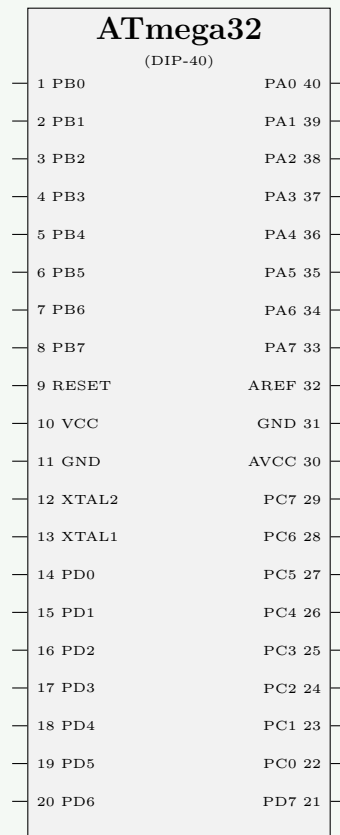 ATmega32
(DIP-40)
1 PB0 PA0 40
2 PB1 PA1 39
3 PB2 PA2 38
4 PB3 PA3 37
5 PB4 PA4 36
6 PB5 PA5 35
7 PB6 PA6 34
8 PB7 PA7 33
9 RESET AREF 32
10 VCC GND 31
11 GND AVCC 30
12 XTAL2 PC7 29
13 XTAL1 PC6 28
14 PD0 PC5 27
15 PD1 PC4 26
16 PD2 PC3 25
17 PD3 PC2 24
18 PD4 PC1 23
19 PD5 PC0 22
20 PD6 PD7 21